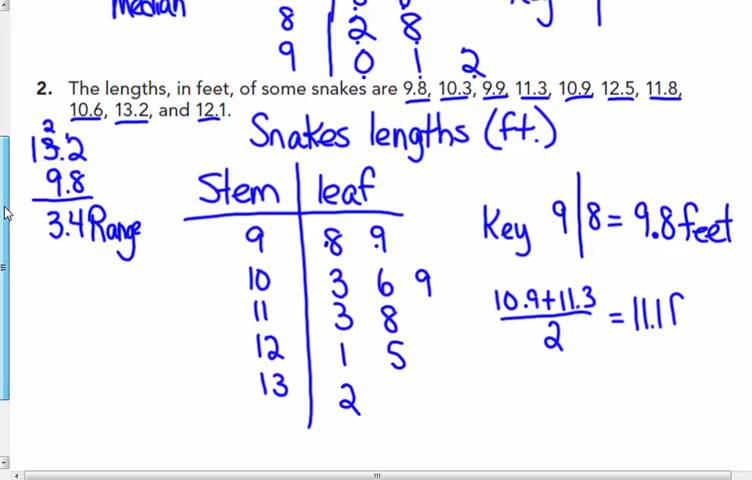 Median
8 | 2 8
9 | 0 1 2
2. The lengths, in feet, of some snakes are 9.8, 10.3, 9.9, 11.3, 10.9, 12.5, 11.8,
10.6, 13.2, and 12.1.
Snakes lengths (ft.)
2
13.2
9.8
3.4 Range
Stem | leaf
9 | 8 9
10 | 3 6 9
11 | 3 8
12 | 1 5
13 | 2
Key 9|8 = 9.8 feet
10.9+11.3
2
= 11.1